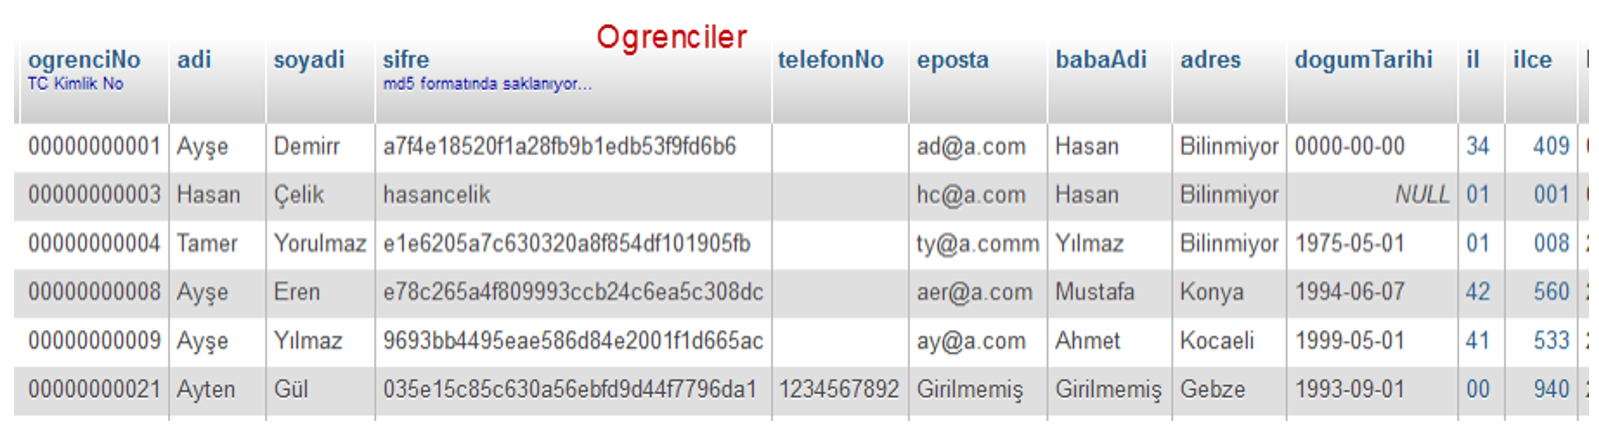 Ogrenciler
ogrenciNo adi soyadi sifre telefonNo eposta babaAdi adres dogumTarihi il ilce
TC Kimlik No md5 formatında saklanıyor...
00000000001 Ayşe Demirr a7f4e18520f1a28fb9b1edb53f9fd6b6 ad@a.com Hasan Bilinmiyor 0000-00-00 34 409
00000000003 Hasan Çelik hasancelik hc@a.com Hasan Bilinmiyor NULL 01 001
00000000004 Tamer Yorulmaz e1e6205a7c630320a8f854df101905fb ty@a.comm Yılmaz Bilinmiyor 1975-05-01 01 008
00000000008 Ayşe Eren e78c265a4f809993ccb24c6ea5c308dc aer@a.com Mustafa Konya 1994-06-07 42 560
00000000009 Ayşe Yılmaz 9693bb4495eae586d84e2001f1d665ac ay@a.com Ahmet Kocaeli 1999-05-01 41 533
00000000021 Ayten Gül 035e15c85c630a56ebfd9d44f7796da1 1234567892 Girilmemiş Girilmemiş Gebze 1993-09-01 00 940